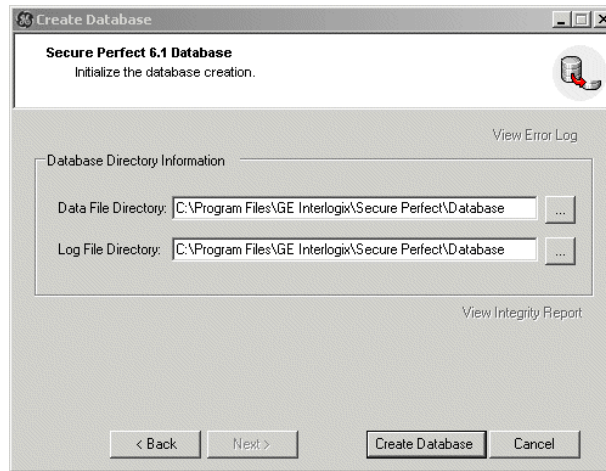 Create Database
Secure Perfect 6.1 Database
Initialize the database creation.
View Error Log
Database Directory Information
Data File Directory: C:\Program Files\GE Interlogix\Secure Perfect\Database ...
Log File Directory: C:\Program Files\GE Interlogix\Secure Perfect\Database ...
View Integrity Report
< Back Next > Create Database Cancel